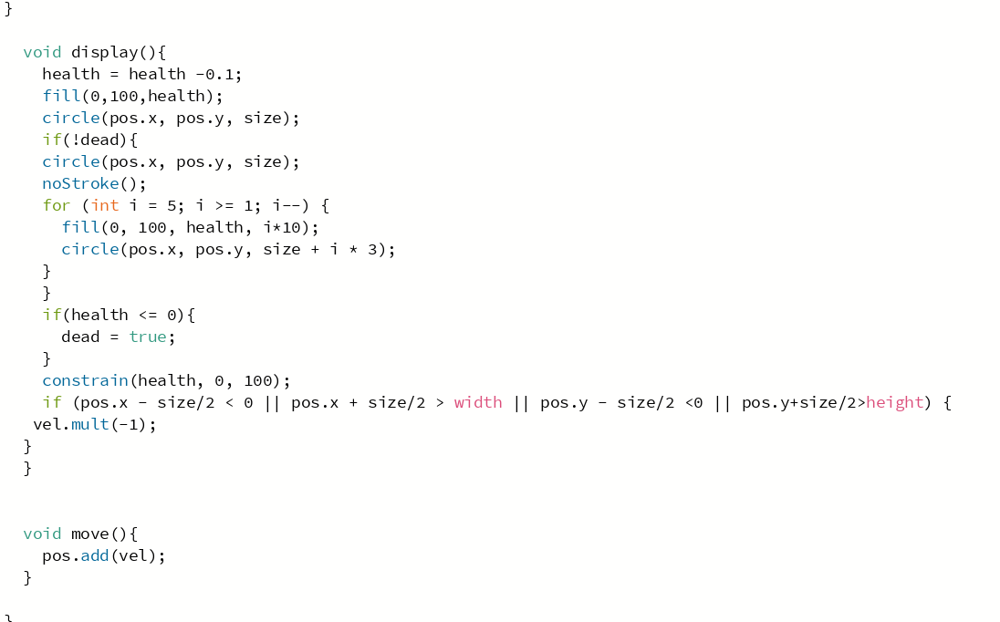 }
void display(){
health = health -0.1;
fill(0,100,health);
circle(pos.x, pos.y, size);
if(!dead){
circle(pos.x, pos.y, size);
noStroke();
for (int i = 5; i >= 1; i--) {
fill(0, 100, health, i*10);
circle(pos.x, pos.y, size + i * 3);
}
}
if(health <= 0){
dead = true;
}
constrain(health, 0, 100);
if (pos.x - size/2 < 0 || pos.x + size/2 > width || pos.y - size/2 <0 || pos.y+size/2>height) {
vel.mult(-1);
}
}
void move(){
pos.add(vel);
}
}